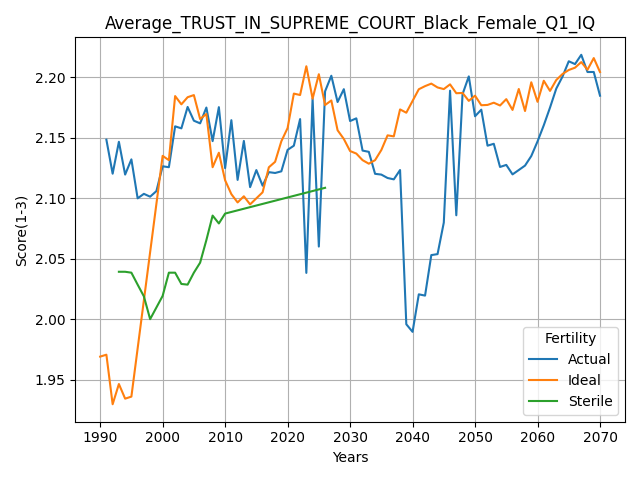 Average_TRUST_IN_SUPREME_COURT_Black_Female_Q1_IQ
Score(1-3)
2.20
2.15
2.10
2.05
2.00
1.95
Fertility
Actual
Ideal
Sterile
1990 2000 2010 2020 2030 2040 2050 2060 2070
Years